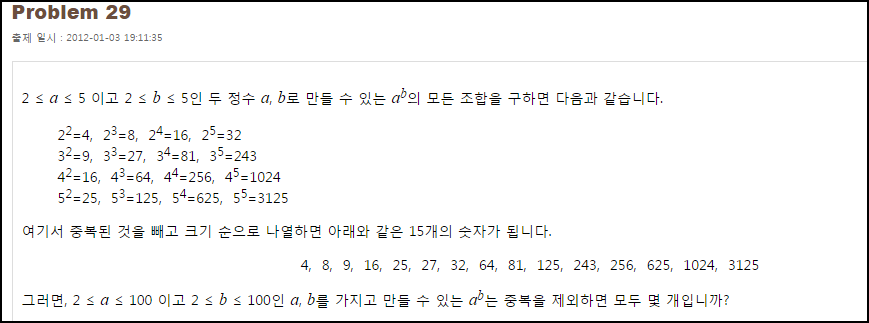 Problem 29
출제 일시 : 2012-01-03 19:11:35
2 ≤ a ≤ 5 이고 2 ≤ b ≤ 5인 두 정수 a, b로 만들 수 있는 a^b의 모든 조합을 구하면 다음과 같습니다.
2^2=4, 2^3=8, 2^4=16, 2^5=32
3^2=9, 3^3=27, 3^4=81, 3^5=243
4^2=16, 4^3=64, 4^4=256, 4^5=1024
5^2=25, 5^3=125, 5^4=625, 5^5=3125
여기서 중복된 것을 빼고 크기 순으로 나열하면 아래와 같은 15개의 숫자가 됩니다.
4, 8, 9, 16, 25, 27, 32, 64, 81, 125, 243, 256, 625, 1024, 3125
그러면, 2 ≤ a ≤ 100 이고 2 ≤ b ≤ 100인 a, b를 가지고 만들 수 있는 a^b는 중복을 제외하면 모두 몇 개입니까?